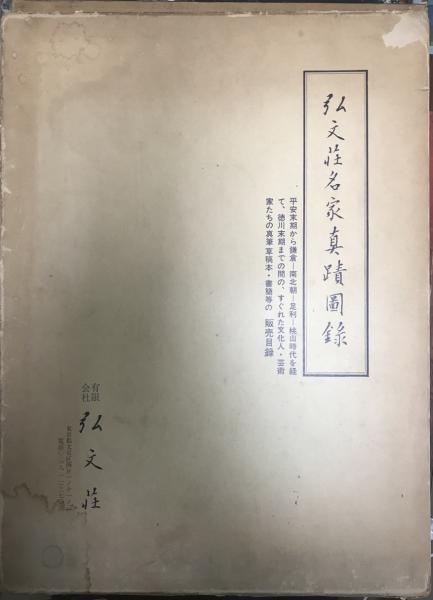 弘文荘名家真蹟圖錄
平安末期から鎌倉―南北朝―足利―桃山時代を経
て、徳川末期までの間の、すぐれた文化人・芸術
家たちの真筆草稿本・書簡等の 販売目録
有限
会社
弘文荘